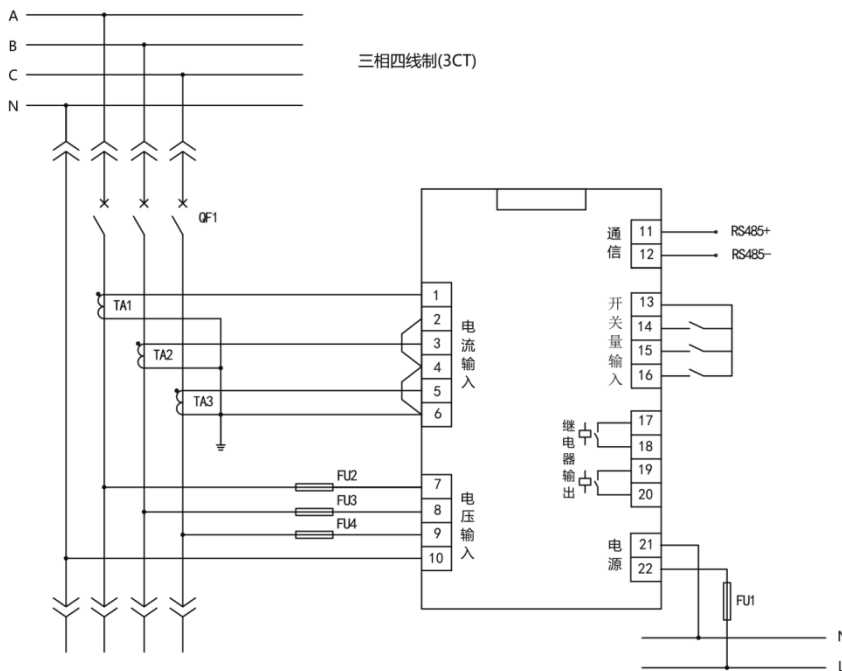 A
B
C
N
三相四线制(3CT)
QF1
TA1
TA2
TA3
FU2
FU3
FU4
1
2
3
4
5
6
电流输入
7
8
9
10
电压输入
通信
11
12
RS485+
RS485-
开关量输入
13
14
15
16
继电器输出
17
18
19
20
电源
21
22
FU1
N
L